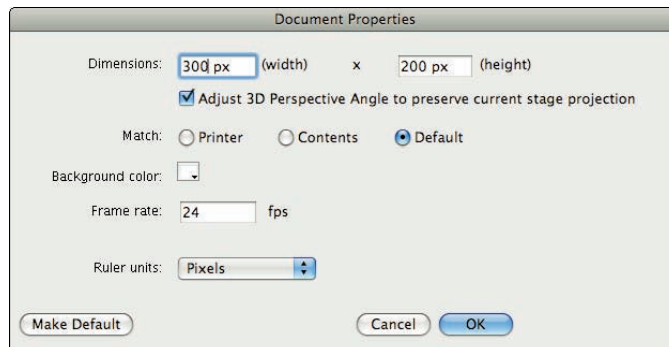 Document Properties
Dimensions: 300 px (width) x 200 px (height)
Adjust 3D Perspective Angle to preserve current stage projection
Match: Printer Contents Default
Background color:
Frame rate: 24 fps
Ruler units: Pixels
Make Default Cancel OK